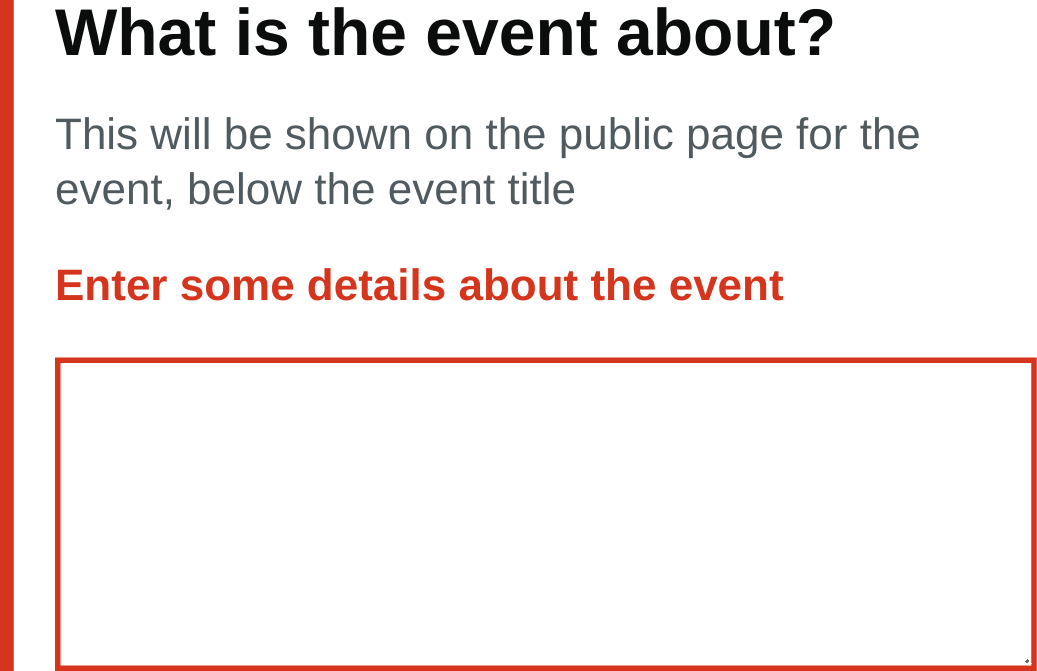 What is the event about?
This will be shown on the public page for the
event, below the event title
Enter some details about the event